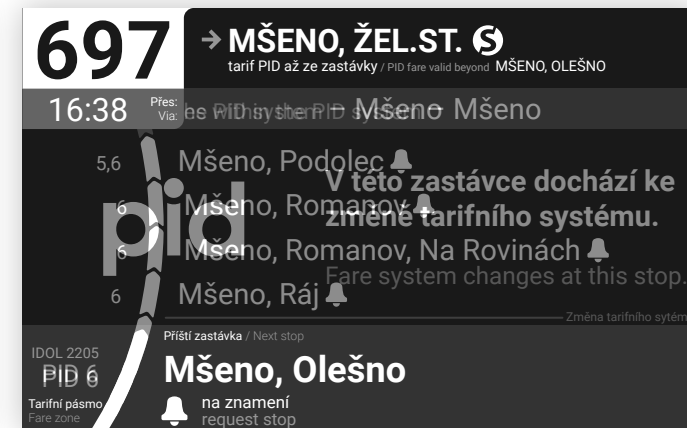 697
→ MŠENO, ŽEL.ST. S
tarif PID až ze zastávky / PID fare valid beyond MŠENO, OLEŠNO
16:38
Přes:
Via:
Mšeno – Mšeno
5,6 Mšeno, Podolec
6 Mšeno, Romanov
6 Mšeno, Romanov, Na Rovinách
6 Mšeno, Ráj
pid
V této zastávce dochází ke
změně tarifního systému.
Fare system changes at this stop.
Změna tarifního sytém
Příští zastávka / Next stop
IDOL 2205
PID 6
Mšeno, Olešno
Tarifní pásmo
Fare zone
na znamení
request stop